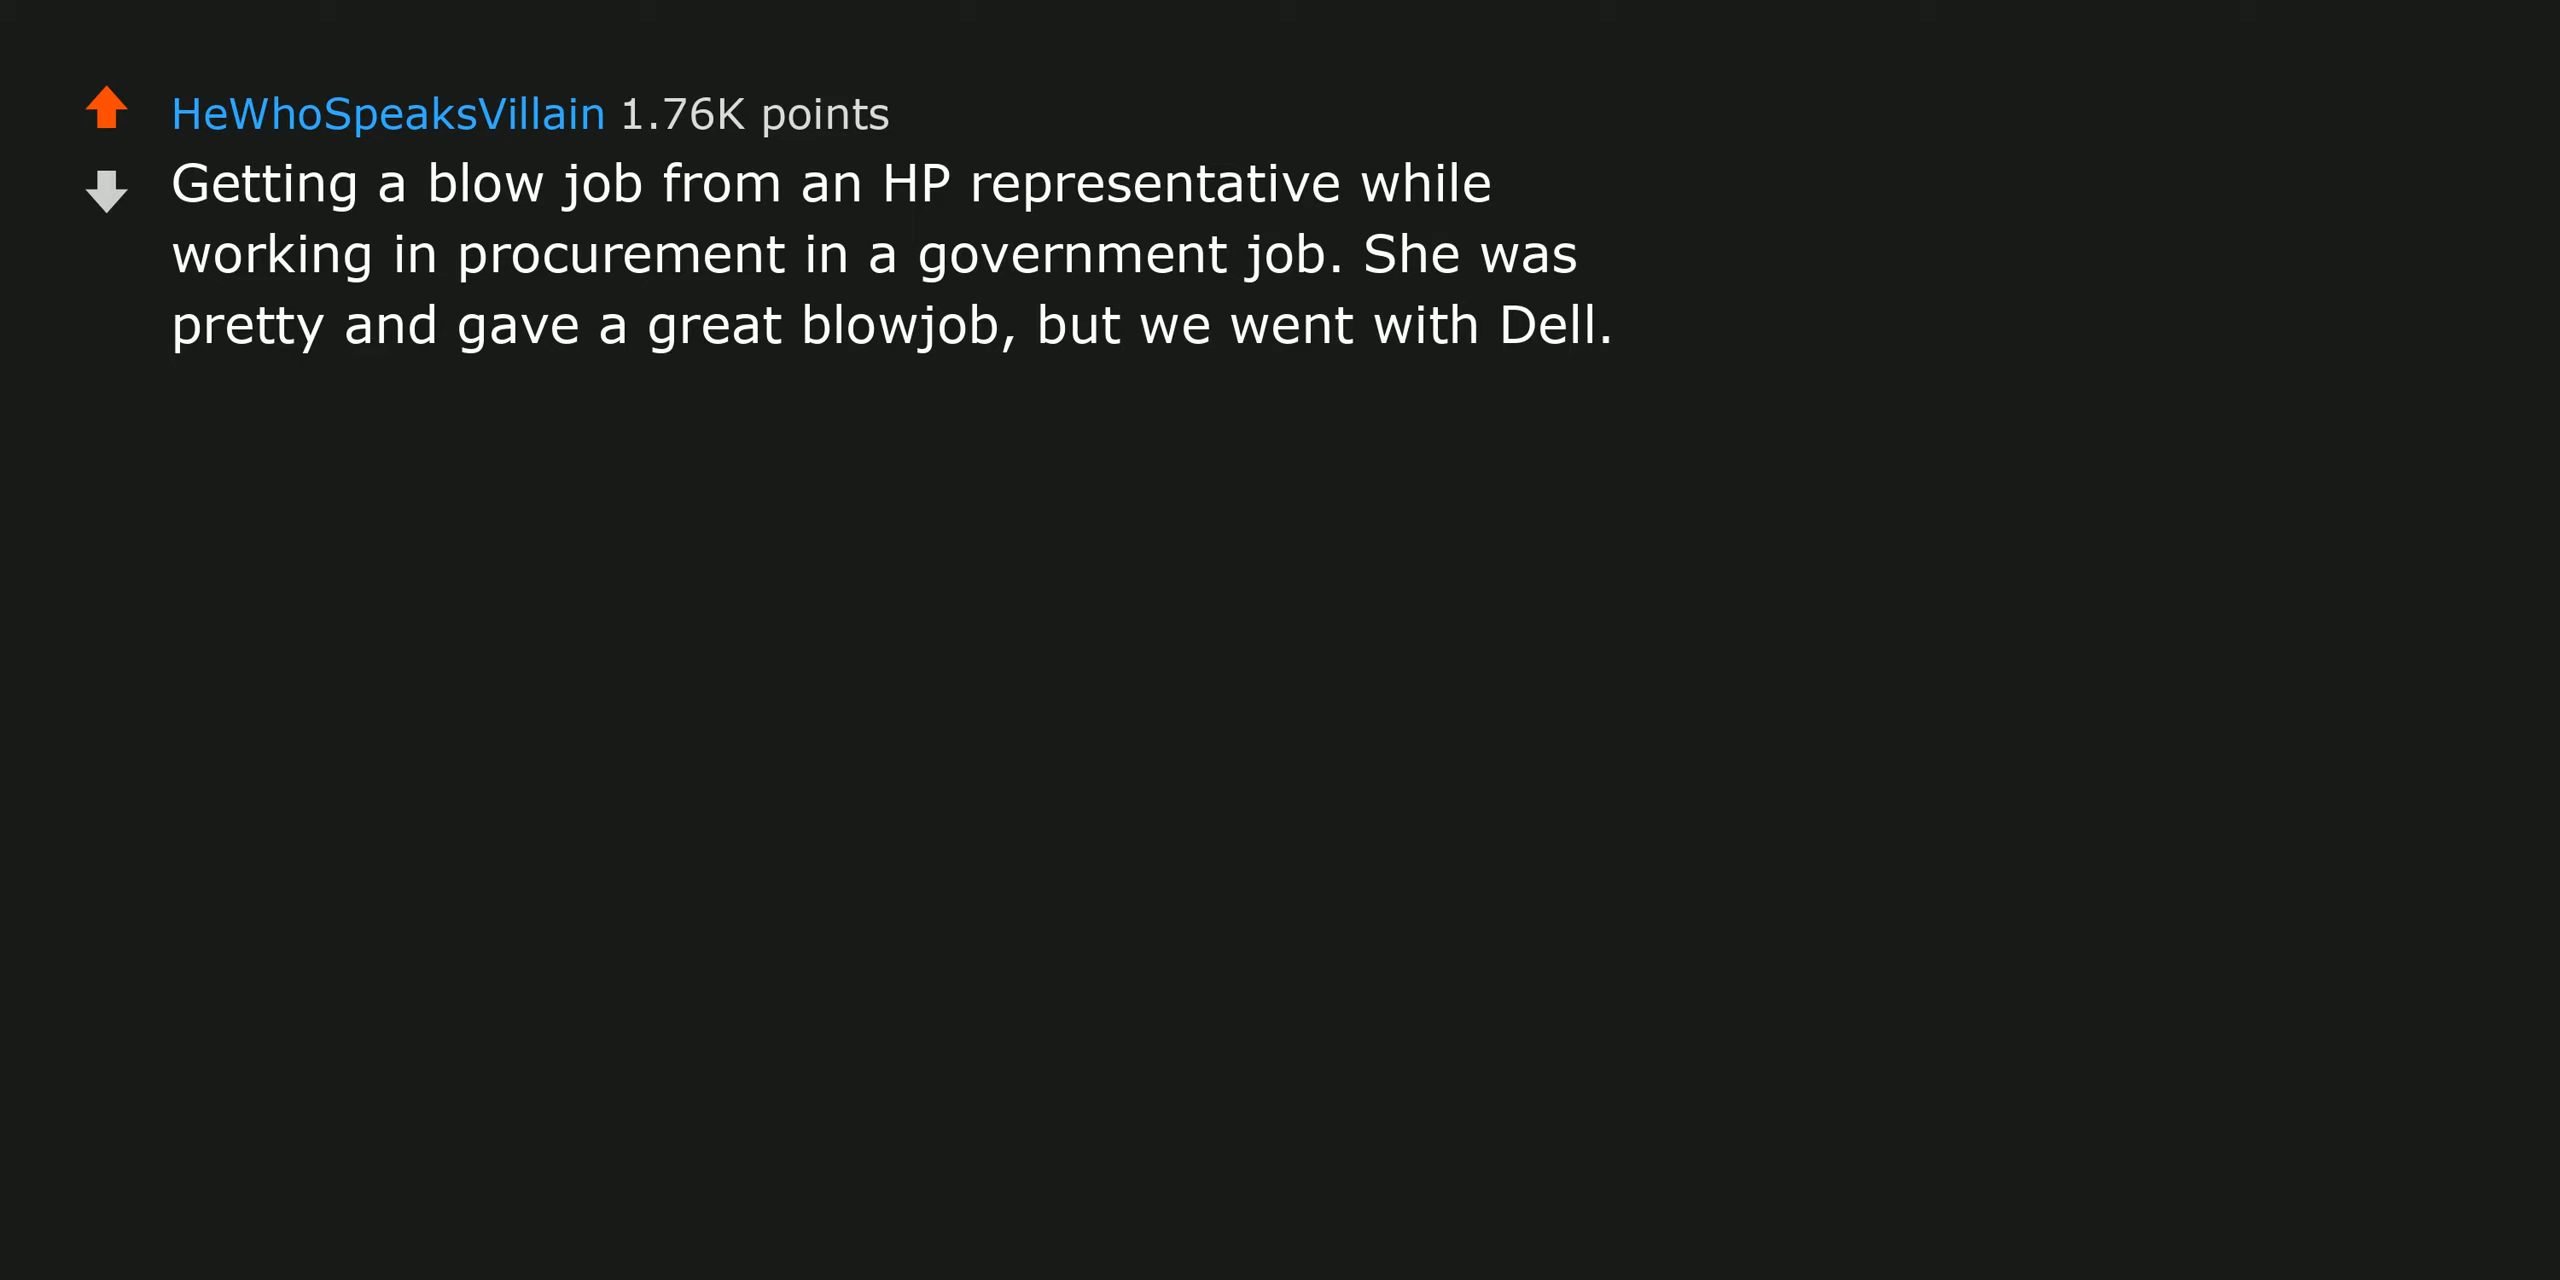 HeWhoSpeaksVillain 1.76K points
Getting a blow job from an HP representative while
working in procurement in a government job. She was
pretty and gave a great blowjob, but we went with Dell.